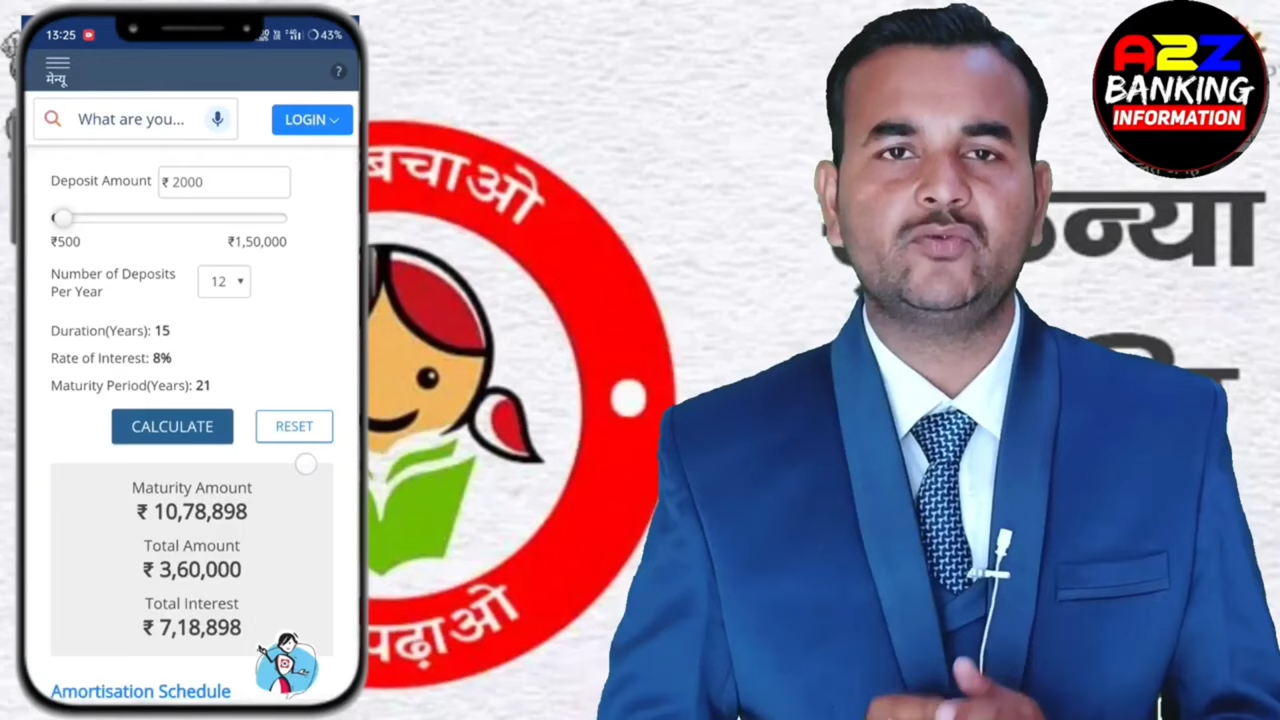 13:25
43%
मेन्यू
?
What are you...
LOGIN
Deposit Amount
₹ 2000
₹500
₹1,50,000
Number of Deposits
Per Year
12
Duration(Years): 15
Rate of Interest: 8%
Maturity Period(Years): 21
CALCULATE
RESET
Maturity Amount
₹ 10,78,898
Total Amount
₹ 3,60,000
Total Interest
₹ 7,18,898
Amortisation Schedule
बचाओ
पढ़ाओ
A2Z
BANKING
INFORMATION